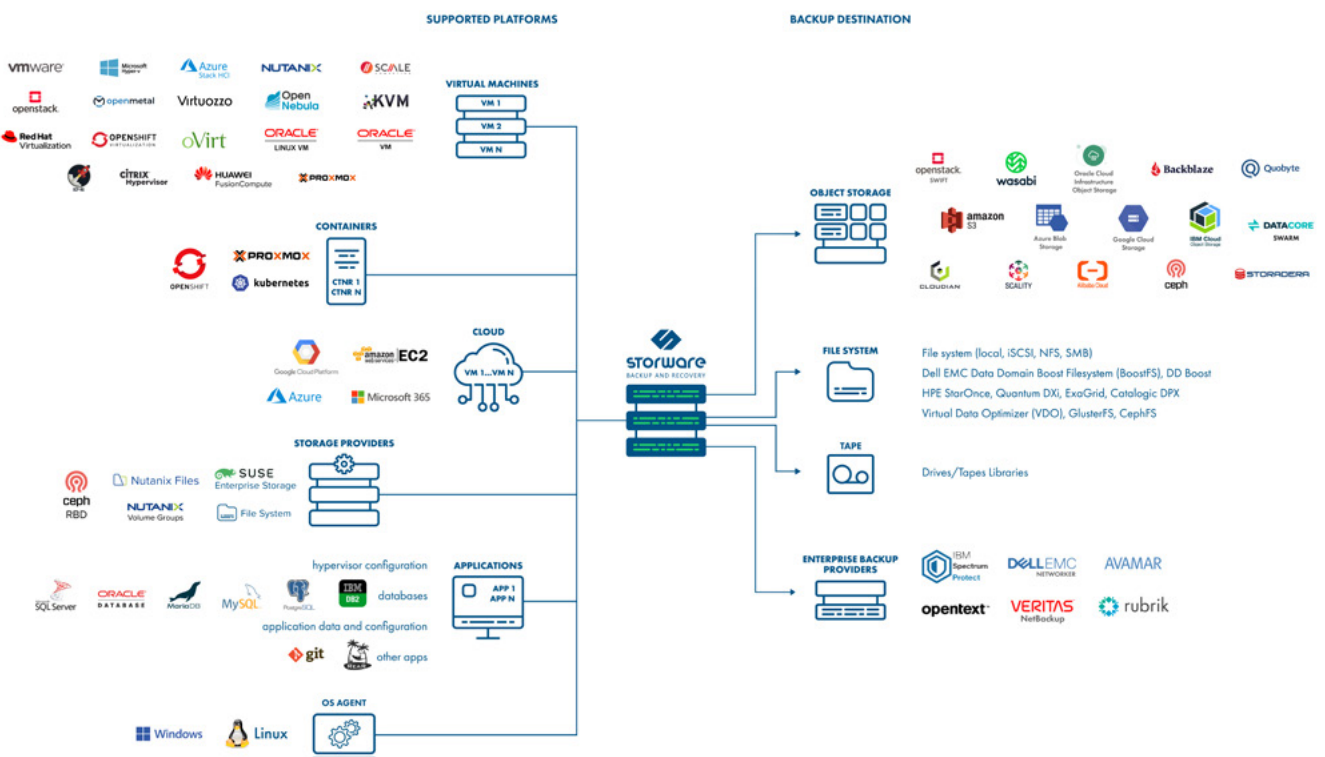 SUPPORTED PLATFORMS
BACKUP DESTINATION
vmware
Microsoft
Hyper-v
Azure
Stack HCI
NUTANIX
SCALE
openstack.
openmetal
Virtuozzo
Open
Nebula
KVM
Red Hat
Virtualization
OPENSHIFT
VIRTUALIZATION
oVirt
ORACLE
LINUX VM
ORACLE
VM
CITRIX
Hypervisor
HUAWEI
FusionCompute
PROXMOX
VIRTUAL MACHINES
VM 1
VM 2
VM N
OPENSHIFT
PROXMOX
kubernetes
CONTAINERS
CTNR 1
CTNR N
Google Cloud Platform
amazon
web services
EC2
Azure
Microsoft 365
CLOUD
VM 1...VM N
STORAGE PROVIDERS
ceph
RBD
Nutanix Files
SUSE
Enterprise Storage
NUTANIX
Volume Groups
File System
APPLICATIONS
APP 1
APP N
hypervisor configuration
SQL Server
ORACLE
DATABASE
MariaDB
MySQL
PostgreSQL
IBM
DB2
databases
application data and configuration
git
other apps
OS AGENT
Windows
Linux
storware
BACKUP AND RECOVERY
OBJECT STORAGE
openstack.
SWIFT
wasabi
Oracle Cloud
Infrastructure
Object Storage
Backblaze
Quobyte
amazon
S3
Azure Blob
Storage
Google Cloud
Storage
IBM Cloud
Object Storage
DATACORE
SWARM
CLOUDIAN
SCALITY
Alibaba Cloud
ceph
STORADERA
FILE SYSTEM
File system (local, iSCSI, NFS, SMB)
Dell EMC Data Domain Boost Filesystem (BoostFS), DD Boost
HPE StarOnce, Quantum DXi, ExaGrid, Catalogic DPX
Virtual Data Optimizer (VDO), GlusterFS, CephFS
TAPE
Drives/Tapes Libraries
ENTERPRISE BACKUP
PROVIDERS
IBM
Spectrum
Protect
DELLEMC
NETWORKER
AVAMAR
opentext™
VERITAS
NetBackup
rubrik